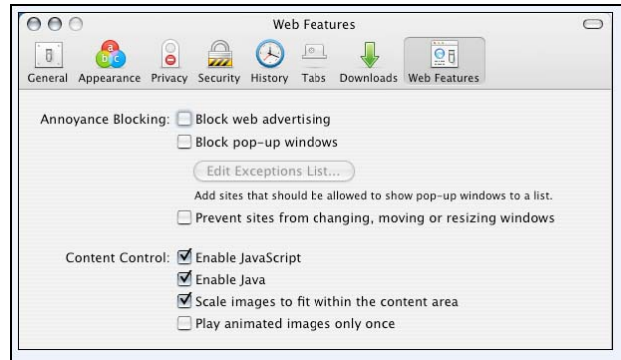 Web Features
General Appearance Privacy Security History Tabs Downloads Web Features
Annoyance Blocking: Block web advertising
Block pop-up windows
Edit Exceptions List...
Add sites that should be allowed to show pop-up windows to a list.
Prevent sites from changing, moving or resizing windows
Content Control: Enable JavaScript
Enable Java
Scale images to fit within the content area
Play animated images only once